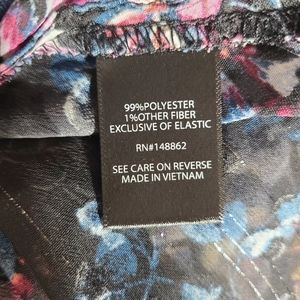 99%POLYESTER
1%OTHER FIBER
EXCLUSIVE OF ELASTIC
RN#148862
SEE CARE ON REVERSE
MADE IN VIETNAM